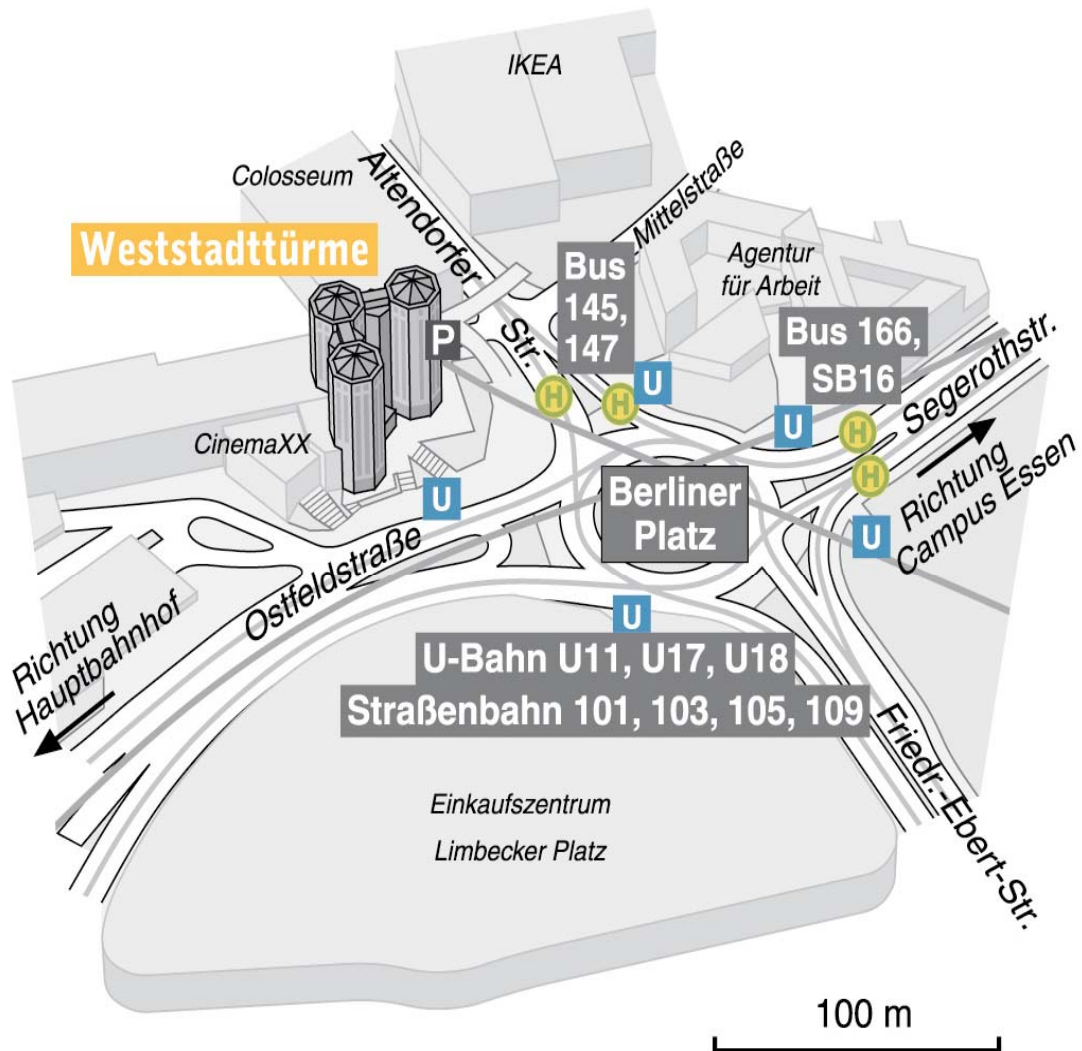 IKEA
Colosseum
Altendorfer
Str.
Mittelstraße
Weststadttürme
Agentur
für Arbeit
Bus
145,
147
Bus 166,
SB16
P
U
H
H
U
H
H
Segerothstr.
CinemaXX
U
Berliner
Platz
Richtung
Campus Essen
U
Ostfeldstraße
Richtung
Hauptbahnhof
U
U-Bahn U11, U17, U18
Straßenbahn 101, 103, 105, 109
Friedr.-Ebert-Str.
Einkaufszentrum
Limbecker Platz
100 m